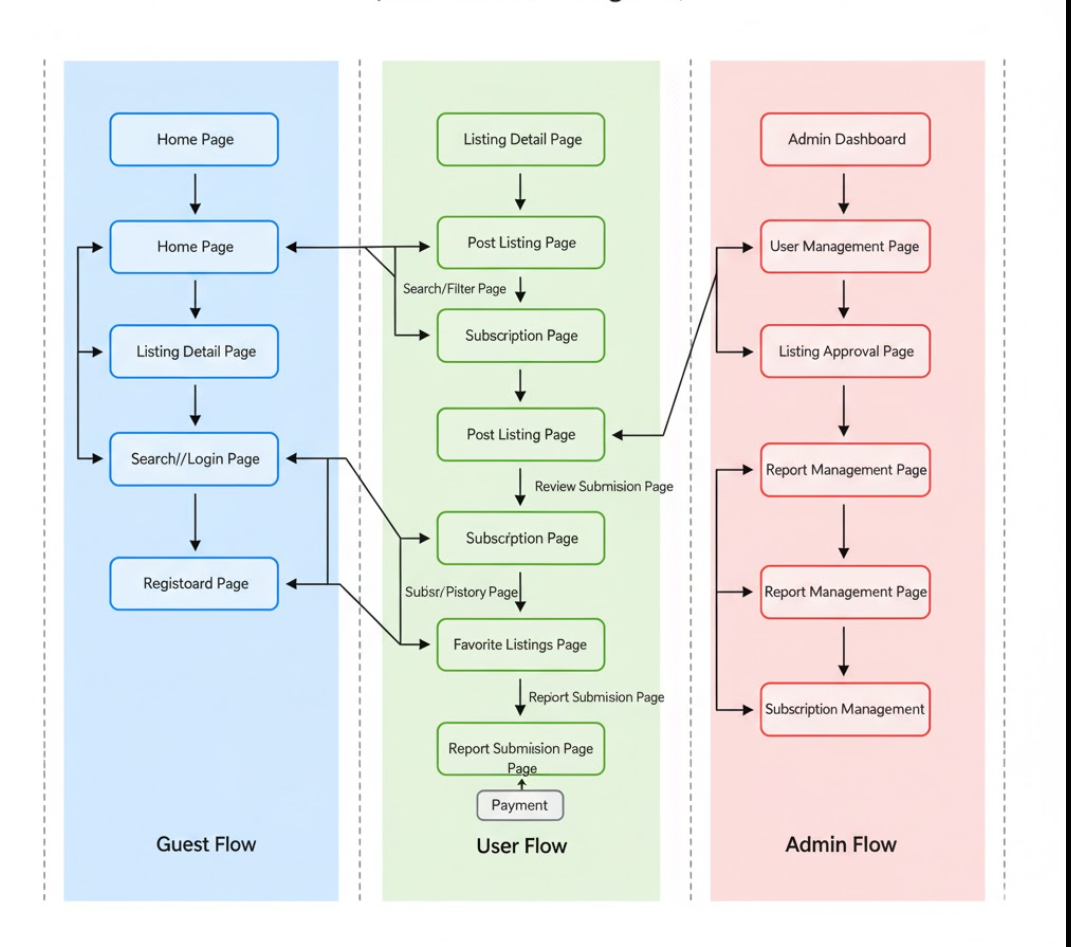 Home Page
Home Page
Listing Detail Page
Search//Login Page
Registoard Page
Guest Flow
Listing Detail Page
Post Listing Page
Search/Filter Page
Subscription Page
Post Listing Page
Review Submision Page
Subscription Page
Subsr/Pistory Page
Favorite Listings Page
Report Submision Page
Report Submiision Page
Page
Payment
User Flow
Admin Dashboard
User Management Page
Listing Approval Page
Report Management Page
Report Management Page
Subscription Management
Admin Flow